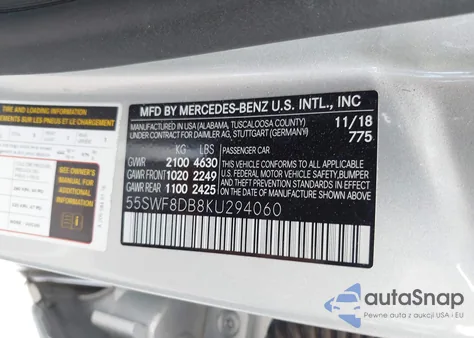 TIRE AND LOADING INFORMATION
SEE OWNER'S MANUAL FOR ADDITIONAL INFORMATION
MFD BY MERCEDES-BENZ U.S. INTL., INC
MANUFACTURED IN USA (ALABAMA, TUSCALOOSA COUNTY) 11/18
UNDER CONTRACT FOR DAIMLER AG, STUTTGART (GERMANY) 775
KG LBS PASSENGER CAR
GVWR 2100 4630
GAWR FRONT 1020 2249
GAWR REAR 1100 2425
THIS VEHICLE CONFORMS TO ALL APPLICABLE
U.S. FEDERAL MOTOR VEHICLE SAFETY, BUMPER,
AND THEFT PREVENTION STANDARDS IN EFFECT
ON THE DATE OF MANUFACTURE SHOWN ABOVE.
55SWF8DB8KU294060
autoSnap
Pewne auta z aukcji USA i EU